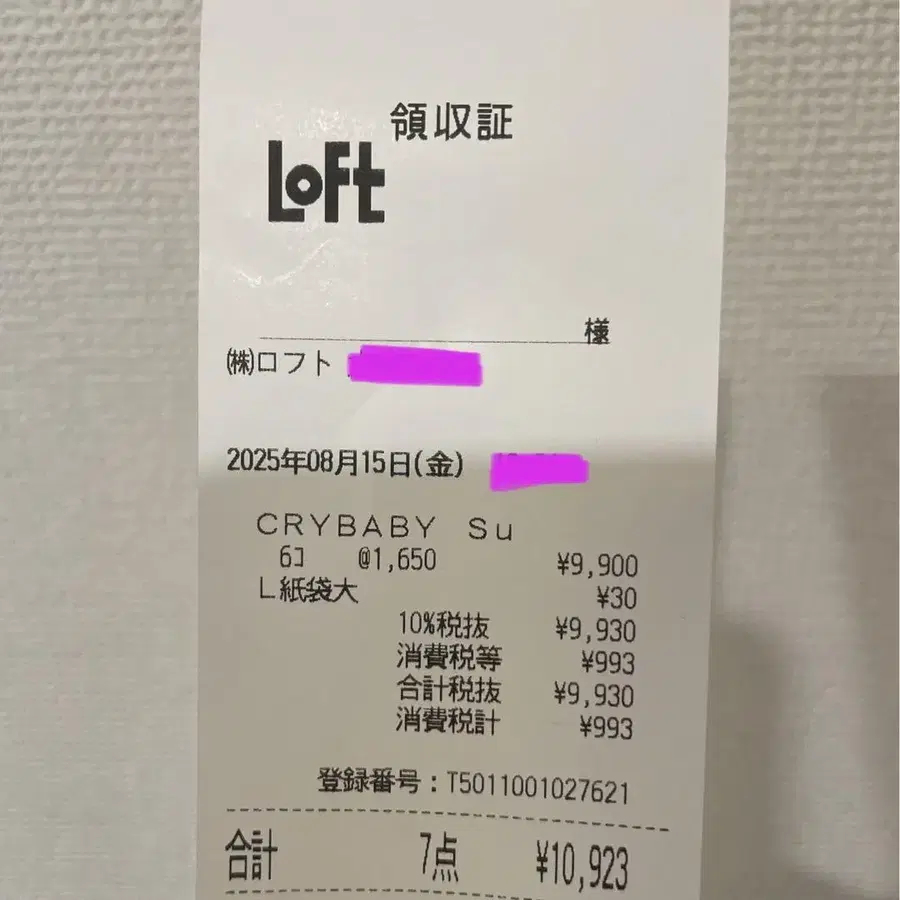 領収証
LOFT
様
㈱ロフト
2025年08月15日(金)
CRYBABY Su
6コ @1,650 ¥9,900
L紙袋大 ¥30
10%税抜 ¥9,930
消費税等 ¥993
合計税抜 ¥9,930
消費税計 ¥993
登録番号:T5011001027621
合計 7点 ¥10,923